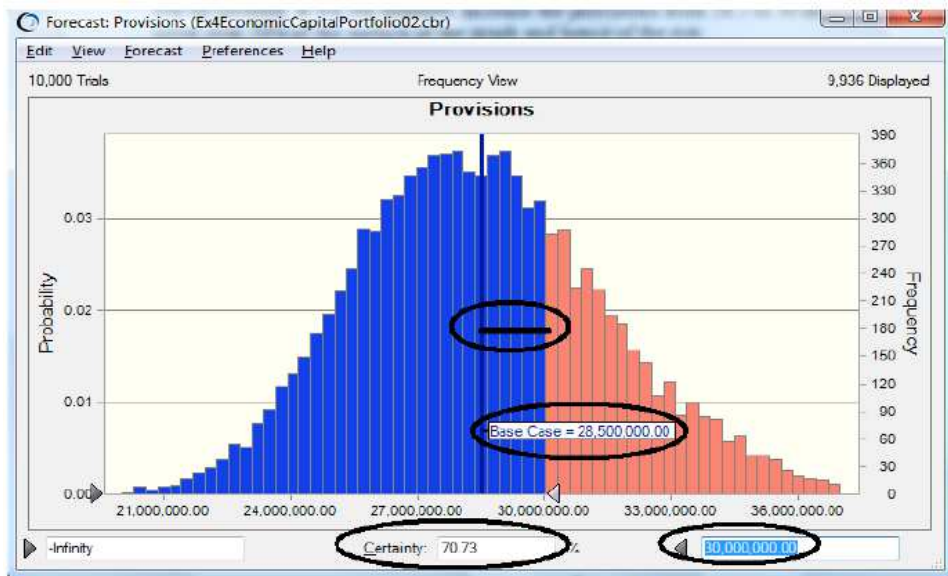 Forecast: Provisions (Ex4EconomicCapitalPortfolio02.cbr)
Edit View Forecast Preferences Help
10,000 Trials Frequency View 9,936 Displayed
Provisions
390
360
330
0.03 300
270
240
0.02 210
180
150
120
0.01 90
60
30
0.00 0
Probability
Frequency
Base Case = 28,500,000.00
21,000,000.00 24,000,000.00 27,000,000.00 30,000,000.00 33,000,000.00 36,000,000.00
-Infinity Certainty: 70.73 % 30,000,000.00